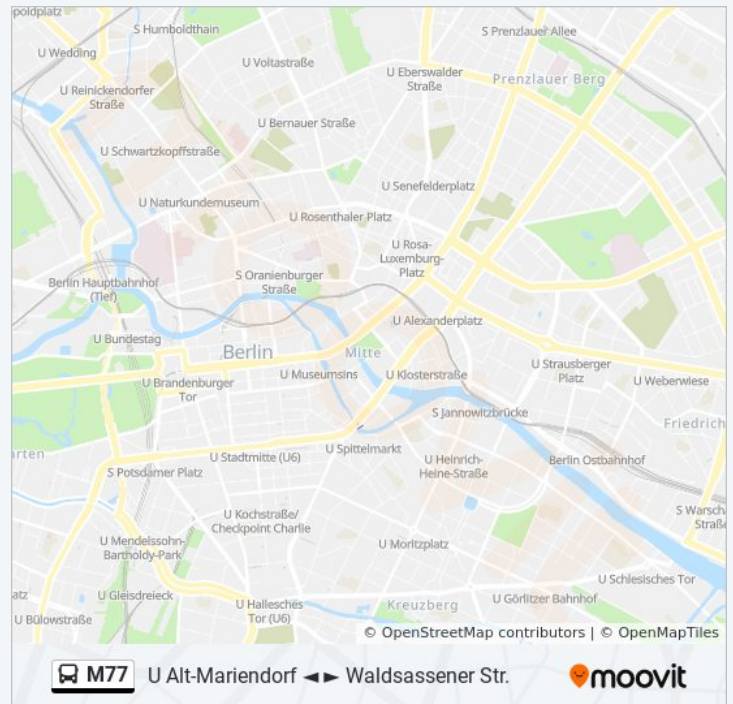 poldplatz
S Humboldthain
S Prenzlauer Allee
U Wedding
U Voltastraße
U Eberswalder
Straße
Prenzlauer Berg
U Reinickendorfer
Straße
U Bernauer Straße
U Schwartzkopffstraße
U Senefelderplatz
U Naturkundemuseum
U Rosenthaler Platz
U Rosa-
Luxemburg-
Platz
S Oranienburger
Straße
Berlin Hauptbahnhof
(Tief)
U Alexanderplatz
U Bundestag
Berlin
Mitte
U Strausberger
Platz
U Museumsins
U Klosterstraße
U Weberwiese
U Brandenburger
Tor
S Jannowitzbrücke
Friedrich
arten
U Stadtmitte (U6)
U Spittelmarkt
U Heinrich-
Heine-Straße
Berlin Ostbahnhof
S Potsdamer Platz
U Kochstraße/
Checkpoint Charlie
S Warsch
Straße
U Mendelssohn-
Bartholdy-Park
U Moritzplatz
U Schlesisches Tor
atz
U Gleisdreieck
U Hallesches
Tor (U6)
Kreuzberg
U Görlitzer Bahnhof
U Bülowstraße
© OpenStreetMap contributors | © OpenMapTiles
M77 U Alt-Mariendorf ◄► Waldsassener Str.
moovit